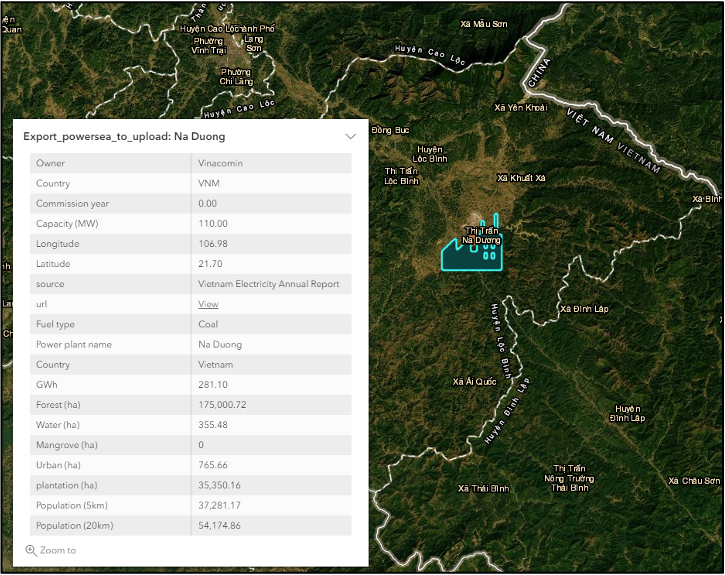 Xã Mẫu Sơn
Huyện Cao Lộc
Thành Phố
Lạng
Sơn
Phường
Vĩnh Trại
Phường
Chi Lăng
Huyện Cao Lộc
CHINA
Huyện Cao Lộc
Xã Yên Khoái
VIỆT NAM VIETNAM
Export_powersea_to_upload: Na Duong
Owner Vinacomin
Country VNM
Commission year 0.00
Capacity (MW) 110.00
Longitude 106.98
Latitude 21.70
source Vietnam Electricity Annual Report
url View
Fuel type Coal
Power plant name Na Duong
Country Vietnam
GWh 281.10
Forest (ha) 175,000.72
Water (ha) 355.48
Mangrove (ha) 0
Urban (ha) 765.66
plantation (ha) 35,350.16
Population (5km) 37,281.17
Population (20km) 54,174.86
Zoom to
Đồng Bục
Huyện
Lộc Bình
Thị Trấn
Lộc Bình
Xã Khuất Xá
Thị Trấn
Na Dương
Xã Đình Lập
Huyện Lộc Bình
Xã Ái Quốc
Huyện Đình Lập
Huyện
Đình Lập
Thị Trấn
Nông Trường
Thái Bình
Xã Thái Bình
Xã Châu Sơn